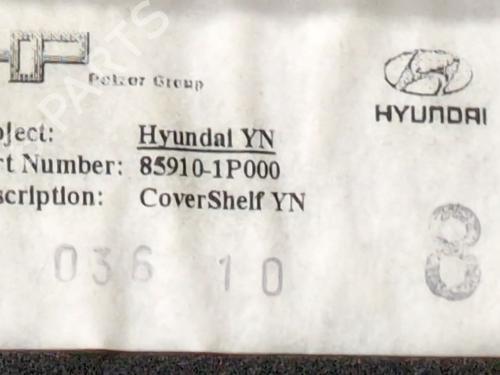 Pelzer Group
HYUNDAI
oject: Hyundai YN
rt Number: 85910-1P000
scription: CoverShelf YN
036 10 8